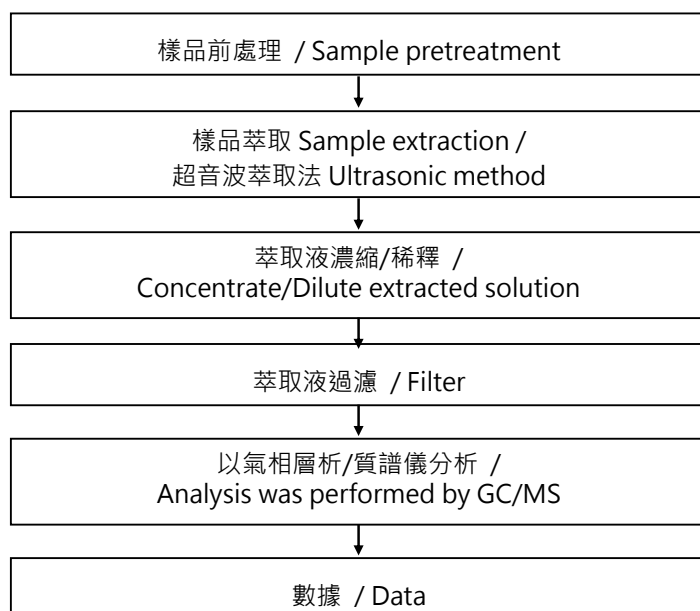 樣品前處理 / Sample pretreatment
樣品萃取 Sample extraction /
超音波萃取法 Ultrasonic method
萃取液濃縮/稀釋 /
Concentrate/Dilute extracted solution
萃取液過濾 / Filter
以氣相層析/質譜儀分析 /
Analysis was performed by GC/MS
數據 / Data